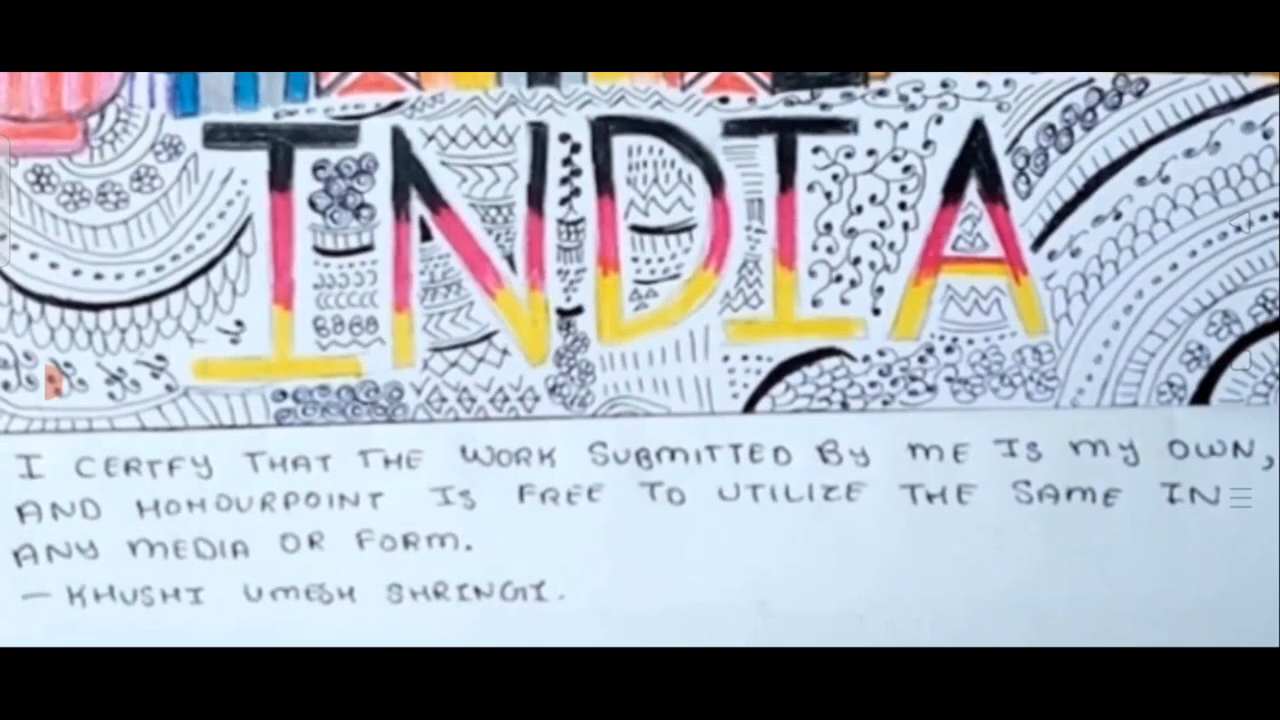 INDIA
I CERTFY THAT THE WORK SUBMITTED BY ME IS MY OWN,
AND HONOURPOINT IS FREE TO UTILIZE THE SAME IN
ANY MEDIA OR FORM.
— KHUSHI UMESH SHRINGI.